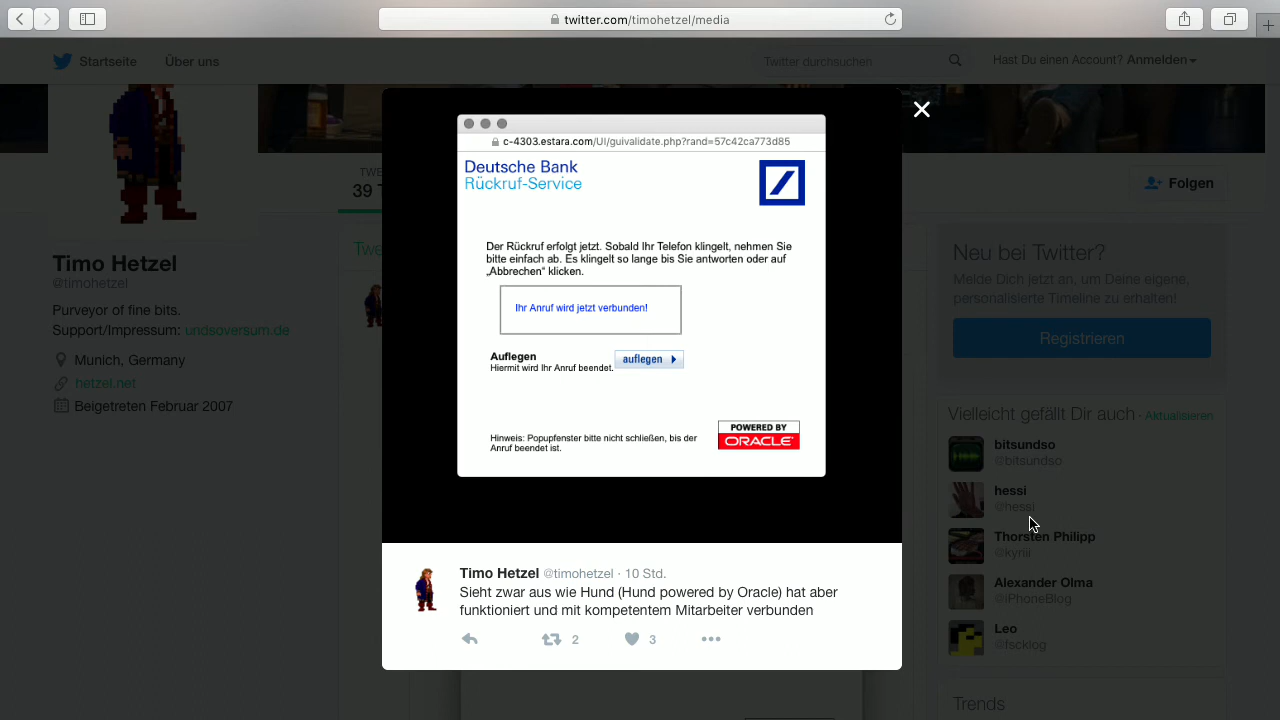 twitter.com/timohetzel/media
Startseite
Über uns
Twitter durchsuchen
Hast Du einen Account? Anmelden
TWE
39 T
Folgen
Twe
Timo Hetzel
@timohetzel
Purveyor of fine bits.
Support/Impressum: undsoversum.de
Munich, Germany
hetzel.net
Beigetreten Februar 2007
c-4303.estara.com/UI/guivalidate.php?rand=57c42ca773d85
Deutsche Bank
Rückruf-Service
Der Rückruf erfolgt jetzt. Sobald Ihr Telefon klingelt, nehmen Sie
bitte einfach ab. Es klingelt so lange bis Sie antworten oder auf
„Abbrechen" klicken.
Ihr Anruf wird jetzt verbunden!
Auflegen
Hiermit wird Ihr Anruf beendet.
auflegen
Hinweis: Popupfenster bitte nicht schließen, bis der
Anruf beendet ist.
POWERED BY
ORACLE
Timo Hetzel @timohetzel · 10 Std.
Sieht zwar aus wie Hund (Hund powered by Oracle) hat aber
funktioniert und mit kompetentem Mitarbeiter verbunden
2
3
Neu bei Twitter?
Melde Dich jetzt an, um Deine eigene,
personalisierte Timeline zu erhalten!
Registrieren
Vielleicht gefällt Dir auch · Aktualisieren
bitsundso
@bitsundso
hessi
@hessi
Thorsten Philipp
@kyriii
Alexander Olma
@iPhoneBlog
Leo
@fscklog
Trends